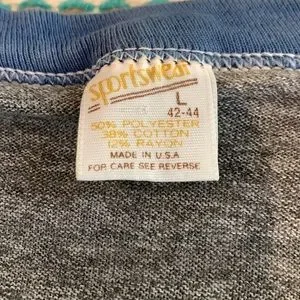 sportswear
L
42-44
50% POLYESTER
38% COTTON
12% RAYON
MADE IN U.S.A
FOR CARE SEE REVERSE